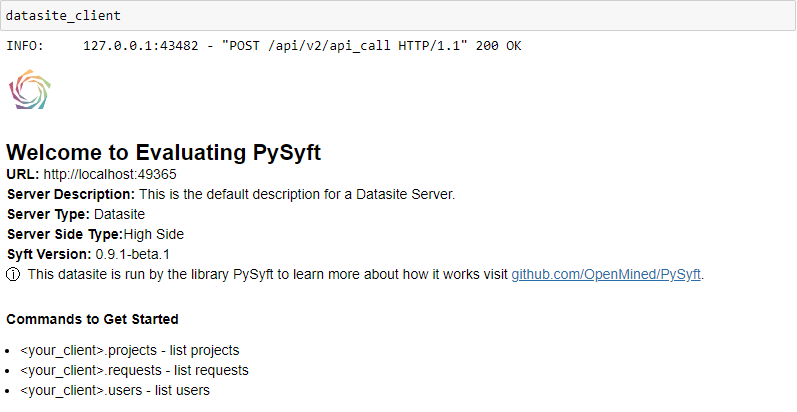 datasite_client
INFO:     127.0.0.1:43482 - "POST /api/v2/api_call HTTP/1.1" 200 OK
Welcome to Evaluating PySyft
URL: http://localhost:49365
Server Description: This is the default description for a Datasite Server.
Server Type: Datasite
Server Side Type:High Side
Syft Version: 0.9.1-beta.1
ⓘ This datasite is run by the library PySyft to learn more about how it works visit github.com/OpenMined/PySyft.
Commands to Get Started
• <your_client>.projects - list projects
• <your_client>.requests - list requests
• <your_client>.users - list users